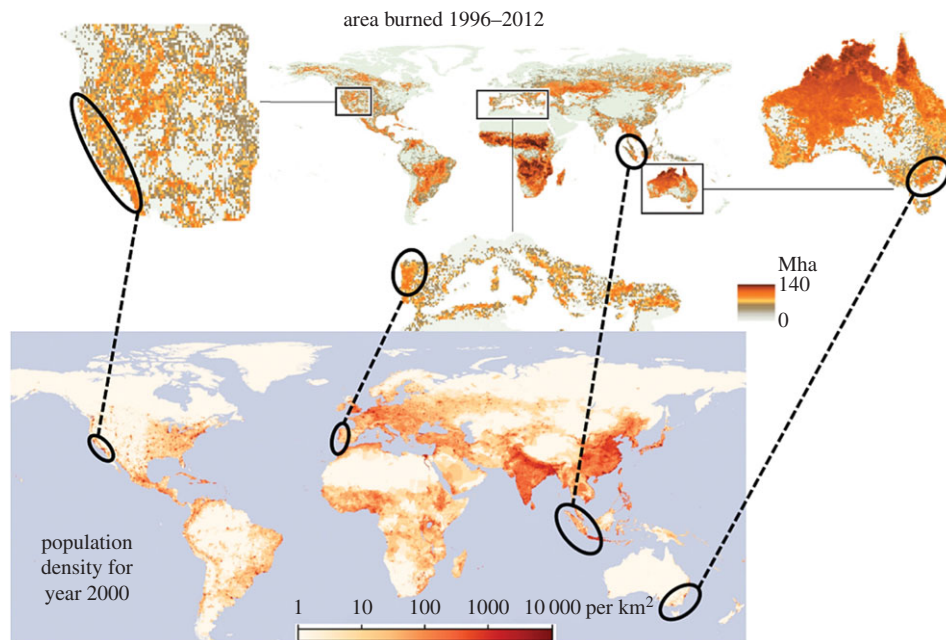 area burned 1996–2012
Mha
140
0
population
density for
year 2000
1 10 100 1000 10 000 per km²